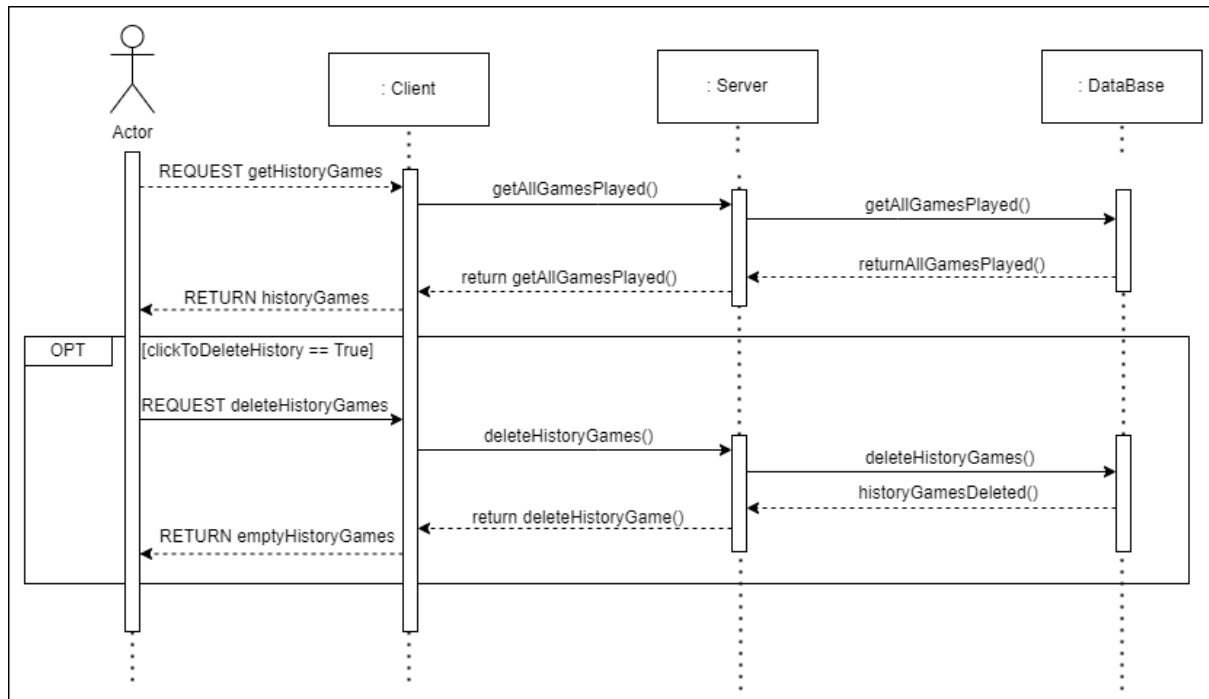 : Client
: Server
: DataBase
Actor
REQUEST getHistoryGames
getAllGamesPlayed()
getAllGamesPlayed()
returnAllGamesPlayed()
return getAllGamesPlayed()
RETURN historyGames
OPT
[clickToDeleteHistory == True]
REQUEST deleteHistoryGames
deleteHistoryGames()
deleteHistoryGames()
historyGamesDeleted()
return deleteHistoryGame()
RETURN emptyHistoryGames